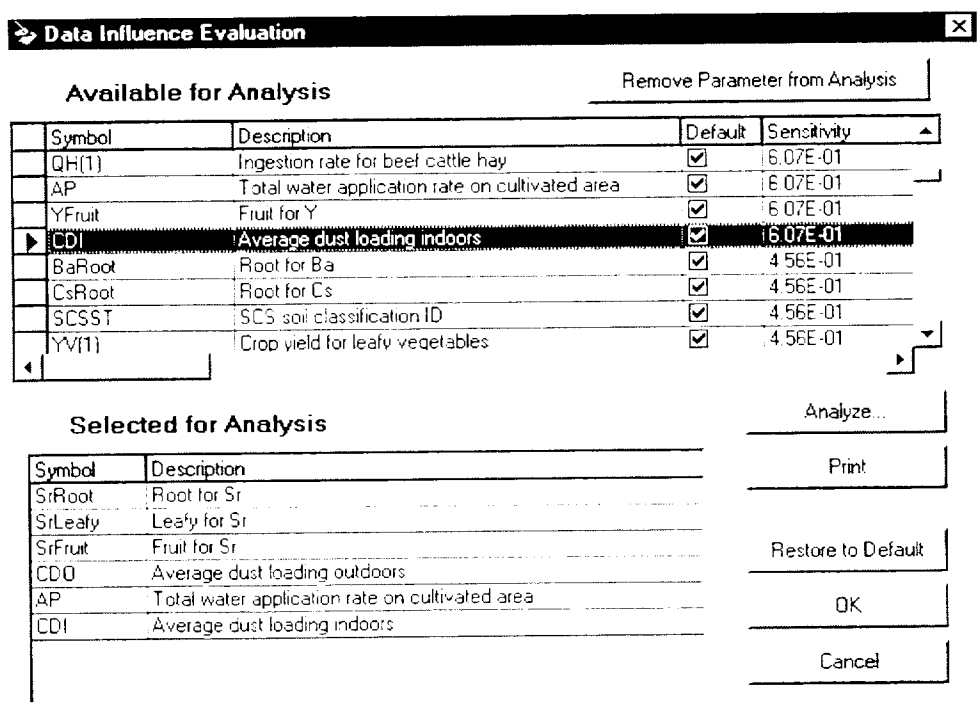 Data Influence Evaluation
Available for Analysis
Remove Parameter from Analysis
Symbol Description Default Sensitivity
QH(1) Ingestion rate for beef cattle hay 6.07E-01
AP Total water application rate on cultivated area 6.07E-01
YFruit Fruit for Y 6.07E-01
CDI Average dust loading indoors 6.07E-01
BaRoot Root for Ba 4.56E-01
CsRoot Root for Cs 4.56E-01
SCSST SCS soil classification ID 4.56E-01
YV(1) Crop yield for leafy vegetables 4.56E-01
Selected for Analysis
Analyze...
Symbol Description
Print
SrRoot Root for Sr
SrLeafy Leafy for Sr
SrFruit Fruit for Sr
Restore to Default
CDO Average dust loading outdoors
AP Total water application rate on cultivated area
OK
CDI Average dust loading indoors
Cancel